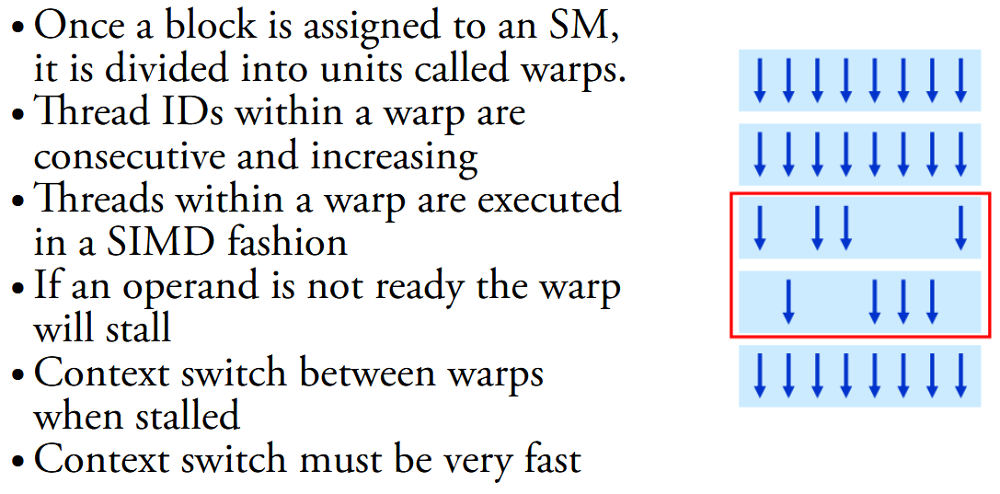 • Once a block is assigned to an SM,
it is divided into units called warps.
• Thread IDs within a warp are
consecutive and increasing
• Threads within a warp are executed
in a SIMD fashion
• If an operand is not ready the warp
will stall
• Context switch between warps
when stalled
• Context switch must be very fast